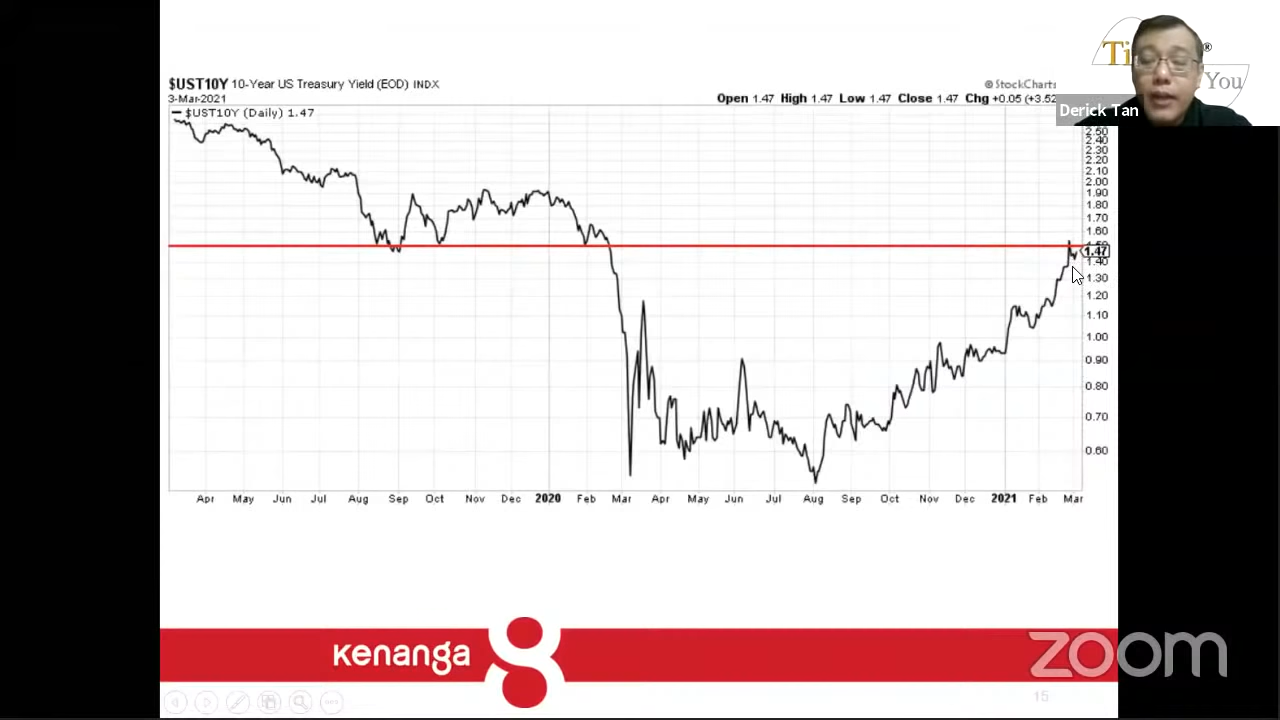 Ti ®
You
Derick Tan
$UST10Y 10-Year US Treasury Yield (EOD) INDX
© StockCharts
3-Mar-2021
Open 1.47 High 1.47 Low 1.47 Close 1.47 Chg +0.05 (+3.52
$UST10Y (Daily) 1.47
2.50
2.40
2.30
2.20
2.10
2.00
1.90
1.80
1.70
1.60
1.47
1.40
1.30
1.20
1.10
1.00
0.90
0.80
0.70
0.60
Apr May Jun Jul Aug Sep Oct Nov Dec 2020 Feb Mar Apr May Jun Jul Aug Sep Oct Nov Dec 2021 Feb Mar
kenanga
zoom
15